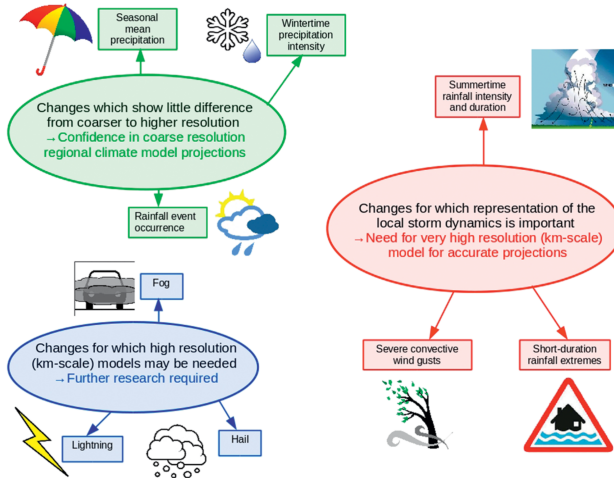 Seasonal
mean
precipitation
Wintertime
precipitation
intensity
Changes which show little difference
from coarser to higher resolution
→Confidence in coarse resolution
regional climate model projections
Rainfall event
occurrence
Summertime
rainfall intensity
and duration
Changes for which representation of the
local storm dynamics is important
→Need for very high resolution (km-scale)
model for accurate projections
Severe convective
wind gusts
Short-duration
rainfall extremes
Fog
Changes for which high resolution
(km-scale) models may be needed
→Further research required
Lightning
Hail